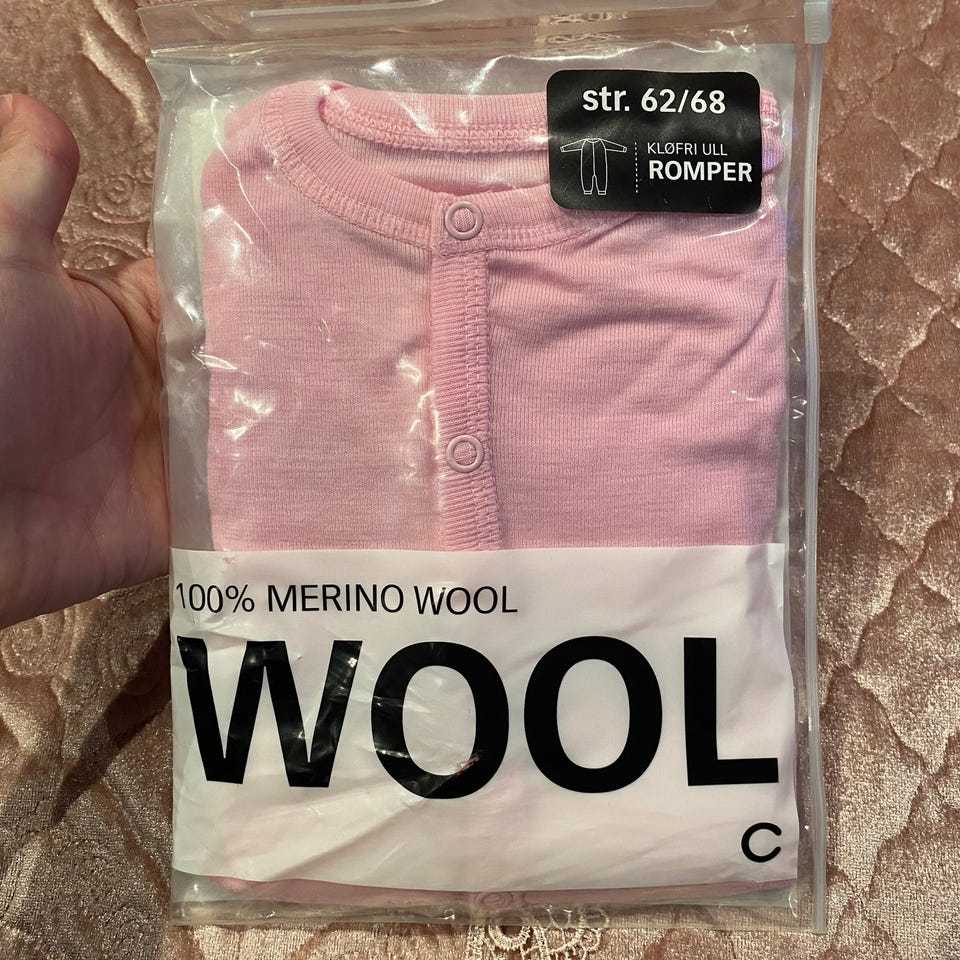 str. 62/68
KLØFRI ULL
ROMPER
100% MERINO WOOL
WOOL
C